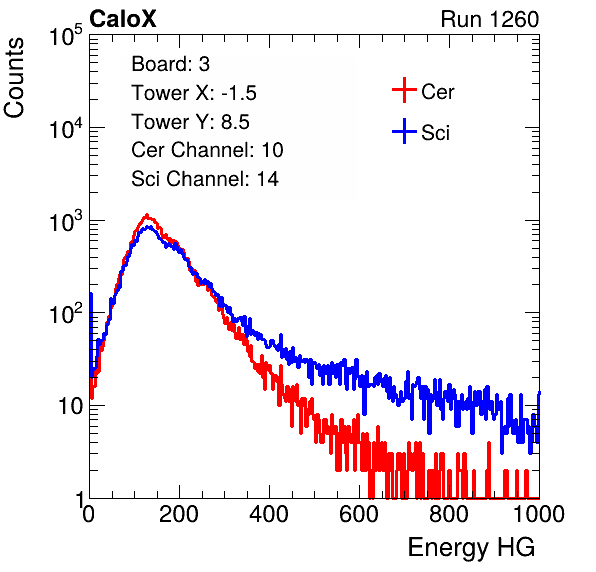 CaloX Run 1260
Counts
Board: 3
Tower X: -1.5
Tower Y: 8.5
Cer Channel: 10
Sci Channel: 14
Cer
Sci
10^5
10^4
10^3
10^2
10
1
0 200 400 600 800 1000
Energy HG